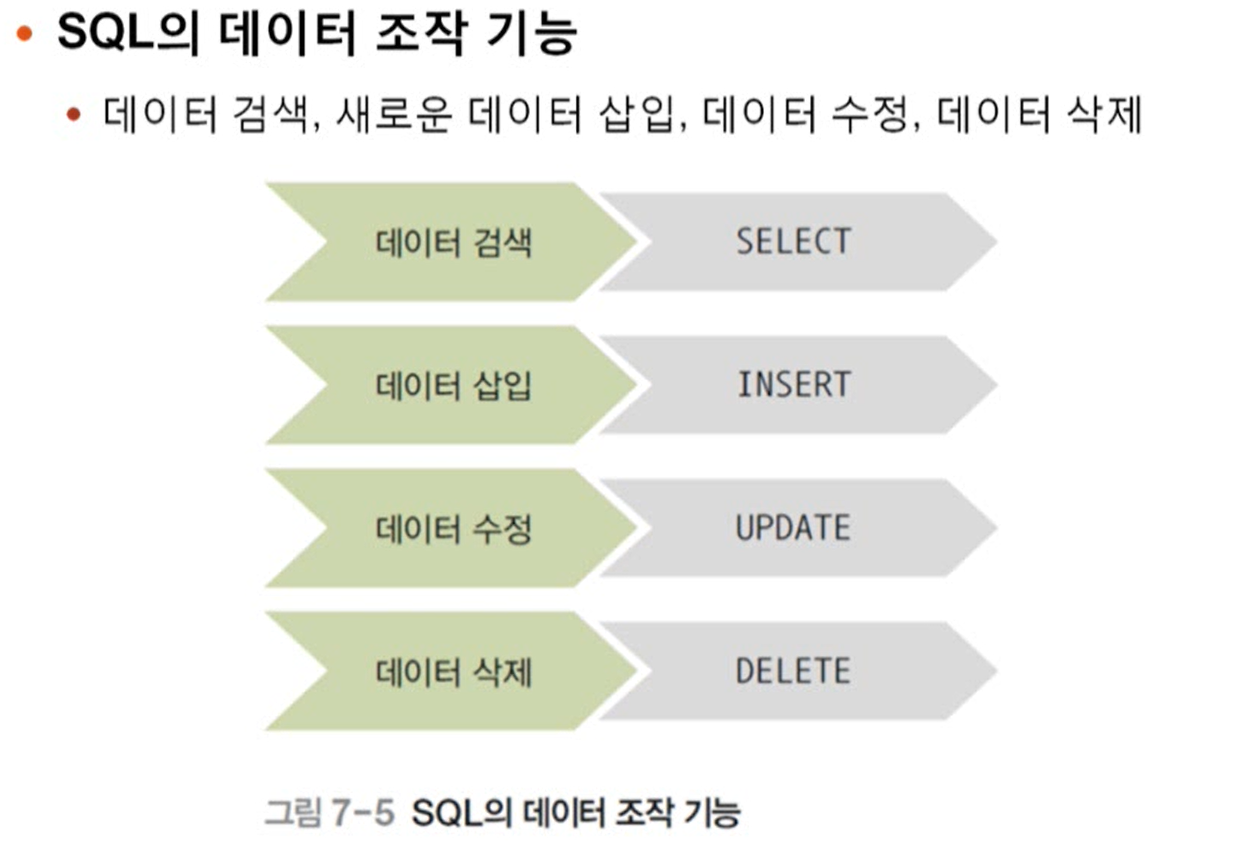 • SQL의 데이터 조작 기능
• 데이터 검색, 새로운 데이터 삽입, 데이터 수정, 데이터 삭제
데이터 검색 SELECT
데이터 삽입 INSERT
데이터 수정 UPDATE
데이터 삭제 DELETE
그림 7-5 SQL의 데이터 조작 기능